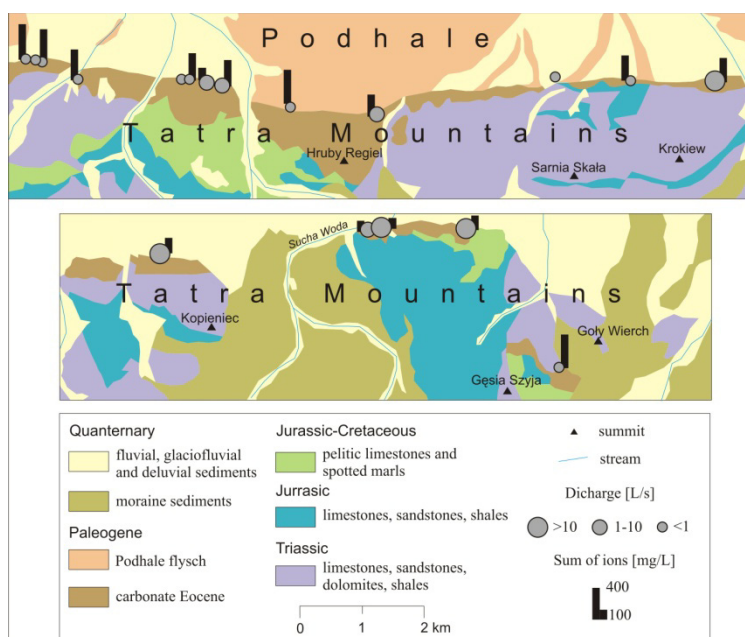 Podhale
Tatra Mountains
Hruby Regiel
Krokiew
Sarnia Skała
Sucha Woda
Tatra Mountains
Kopieniec
Goły Wierch
Gęsia Szyja
Quanternary
fluvial, glaciofluvial
and deluvial sediments
moraine sediments
Paleogene
Podhale flysch
carbonate Eocene
Jurassic-Cretaceous
pelitic limestones and
spotted marls
Jurrasic
limestones, sandstones, shales
Triassic
limestones, sandstones,
dolomites, shales
0 1 2 km
summit
stream
Dicharge [L/s]
>10 1-10 <1
Sum of ions [mg/L]
400
100